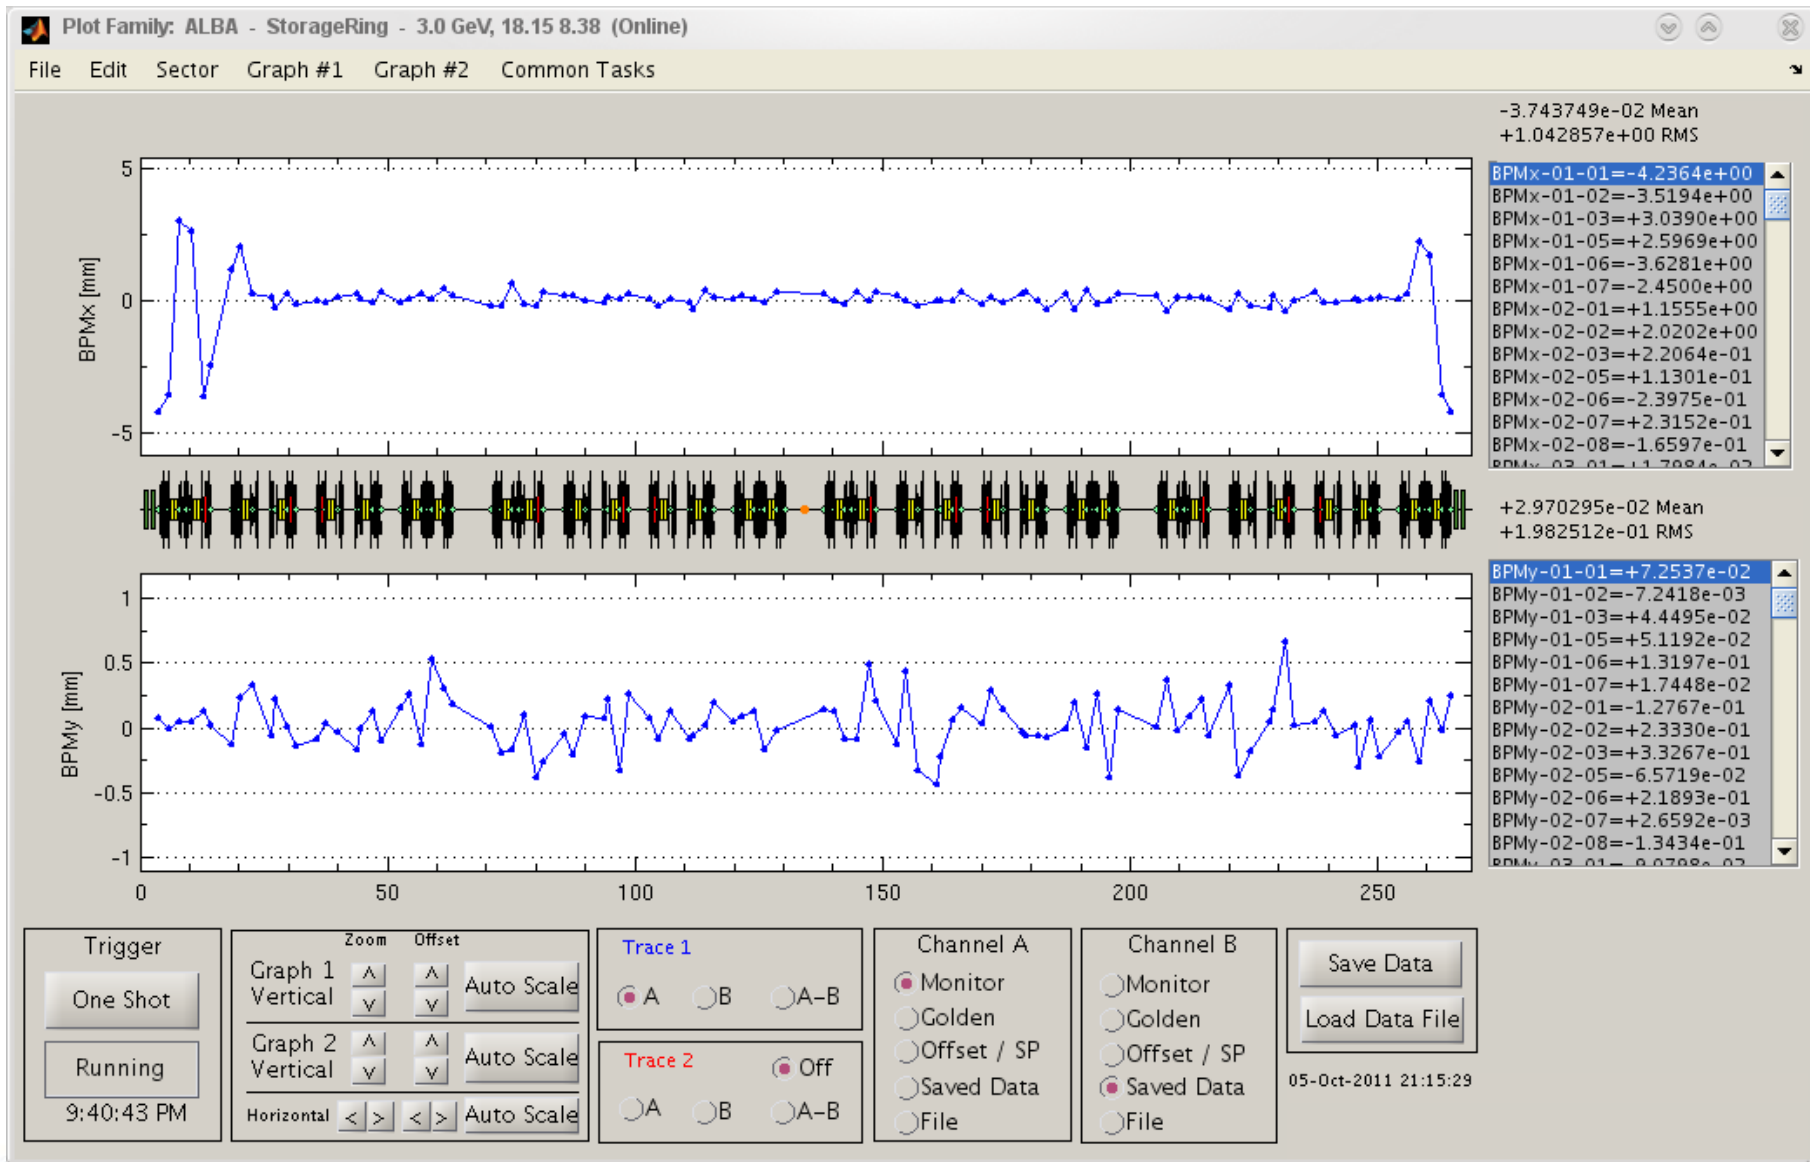 Plot Family: ALBA - StorageRing - 3.0 GeV, 18.15 8.38 (Online)
File Edit Sector Graph #1 Graph #2 Common Tasks
-3.743749e-02 Mean
+1.042857e+00 RMS
5
0
-5
BPMx [mm]
BPMx-01-01=-4.2364e+00
BPMx-01-02=-3.5194e+00
BPMx-01-03=+3.0390e+00
BPMx-01-05=+2.5969e+00
BPMx-01-06=-3.6281e+00
BPMx-01-07=-2.4500e+00
BPMx-02-01=+1.1555e+00
BPMx-02-02=+2.0202e+00
BPMx-02-03=+2.2064e-01
BPMx-02-05=+1.1301e-01
BPMx-02-06=-2.3975e-01
BPMx-02-07=+2.3152e-01
BPMx-02-08=-1.6597e-01
BPMx-03-01=+1.7984e-02
+2.970295e-02 Mean
+1.982512e-01 RMS
1
0.5
0
-0.5
-1
BPMy [mm]
0 50 100 150 200 250
BPMy-01-01=+7.2537e-02
BPMy-01-02=-7.2418e-03
BPMy-01-03=+4.4495e-02
BPMy-01-05=+5.1192e-02
BPMy-01-06=+1.3197e-01
BPMy-01-07=+1.7448e-02
BPMy-02-01=-1.2767e-01
BPMy-02-02=+2.3330e-01
BPMy-02-03=+3.3267e-01
BPMy-02-05=-6.5719e-02
BPMy-02-06=+2.1893e-01
BPMy-02-07=+2.6592e-03
BPMy-02-08=-1.3434e-01
Trigger
One Shot
Running
9:40:43 PM
Zoom Offset
Graph 1
Vertical
^ ^
v v
Auto Scale
Graph 2
Vertical
^ ^
v v
Auto Scale
Horizontal < > < > Auto Scale
Trace 1
A B A-B
Trace 2 Off
A B A-B
Channel A
Monitor
Golden
Offset / SP
Saved Data
File
Channel B
Monitor
Golden
Offset / SP
Saved Data
File
Save Data
Load Data File
05-Oct-2011 21:15:29